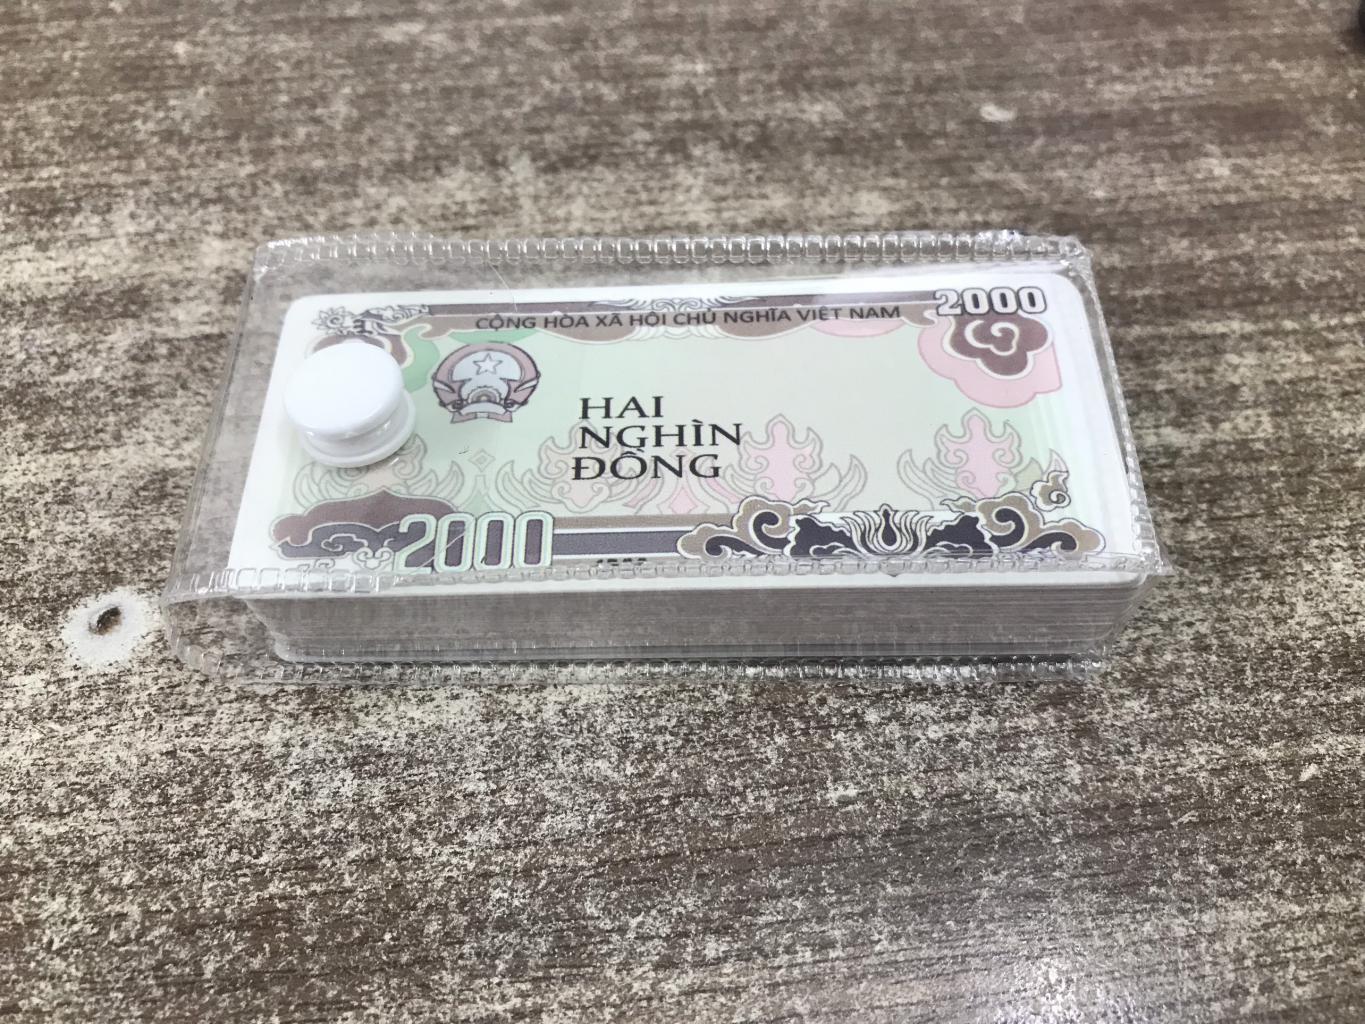 CỘNG HÒA XÃ HỘI CHỦ NGHĨA VIỆT NAM
2000
HAI
NGHÌN
ĐỒNG
2000